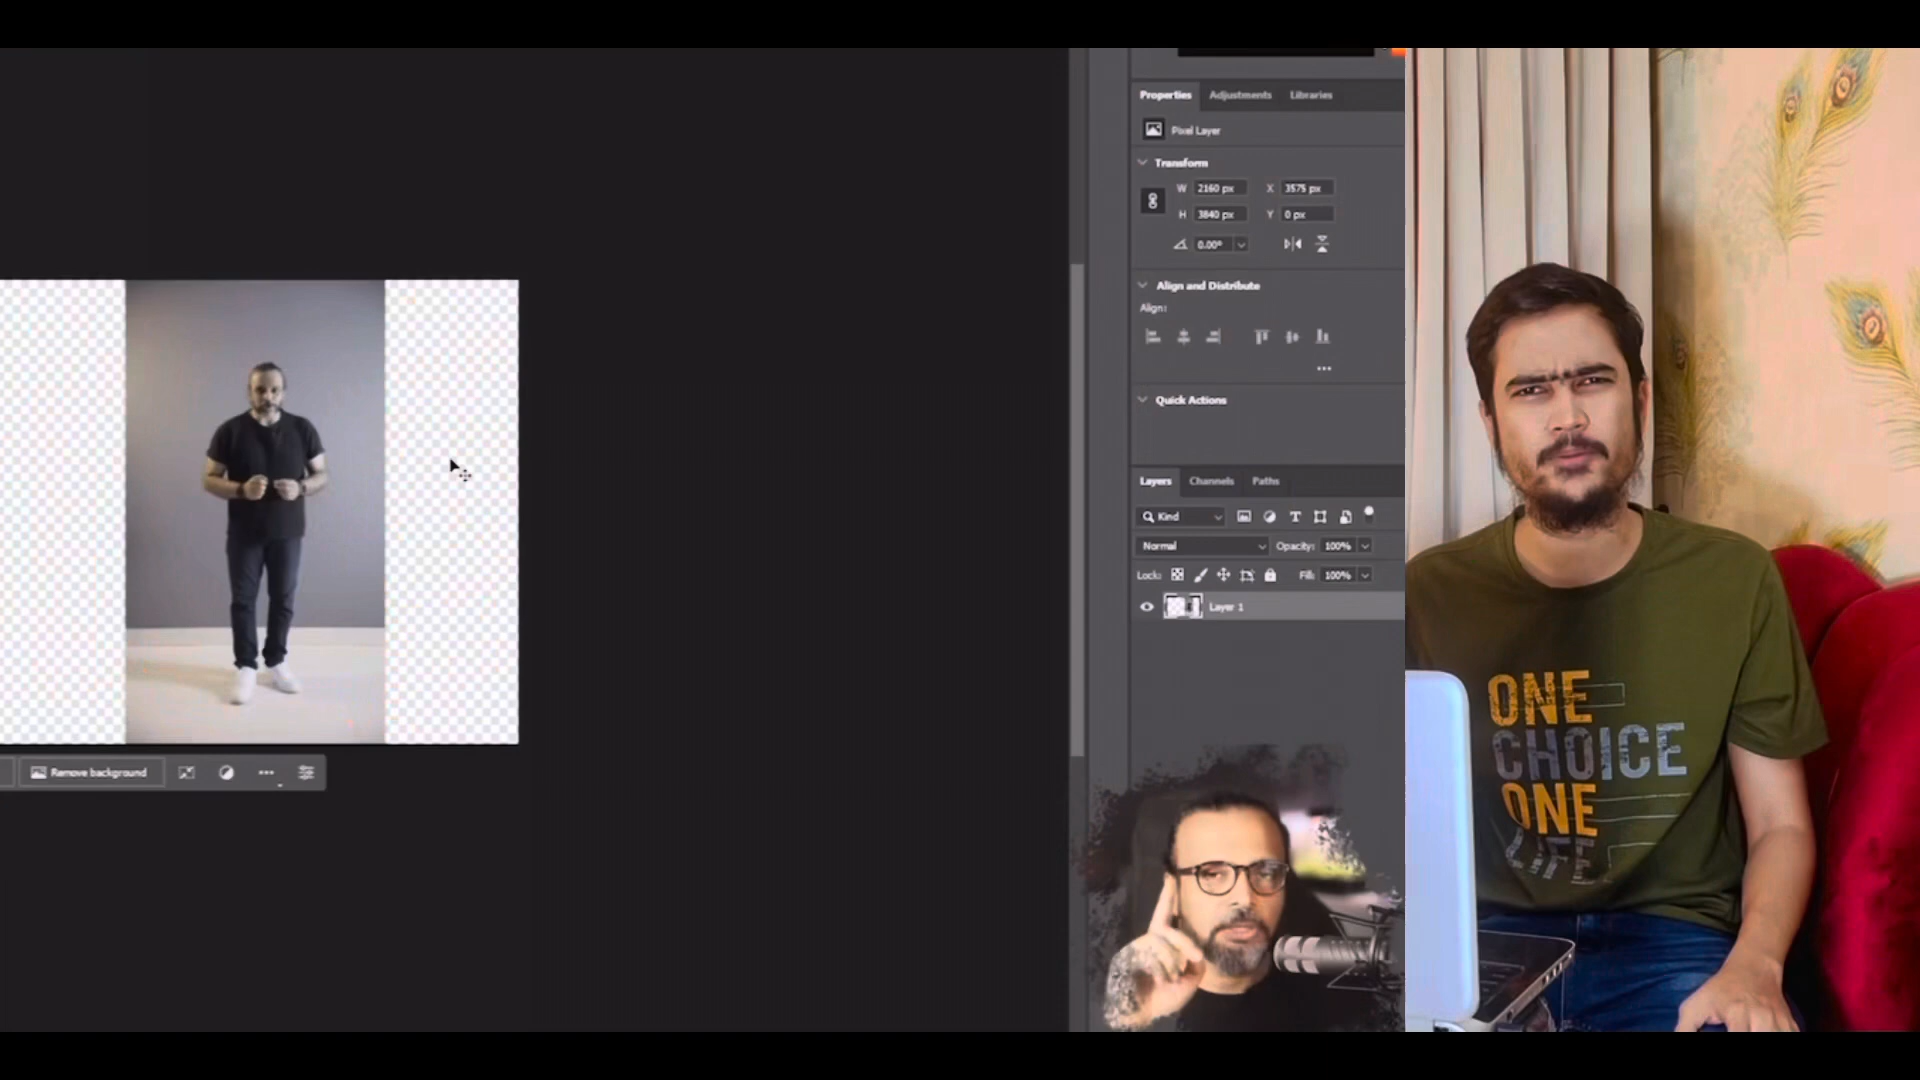 Properties Adjustments Libraries
Pixel Layer
Transform
W 2160 px X 3575 px
H 3840 px Y 0 px
0.00°
Align and Distribute
Align:
Quick Actions
Layers Channels Paths
Kind
Normal Opacity: 100%
Lock: Fill: 100%
Layer 1
Remove background
ONE
CHOICE
ONE
LIFE